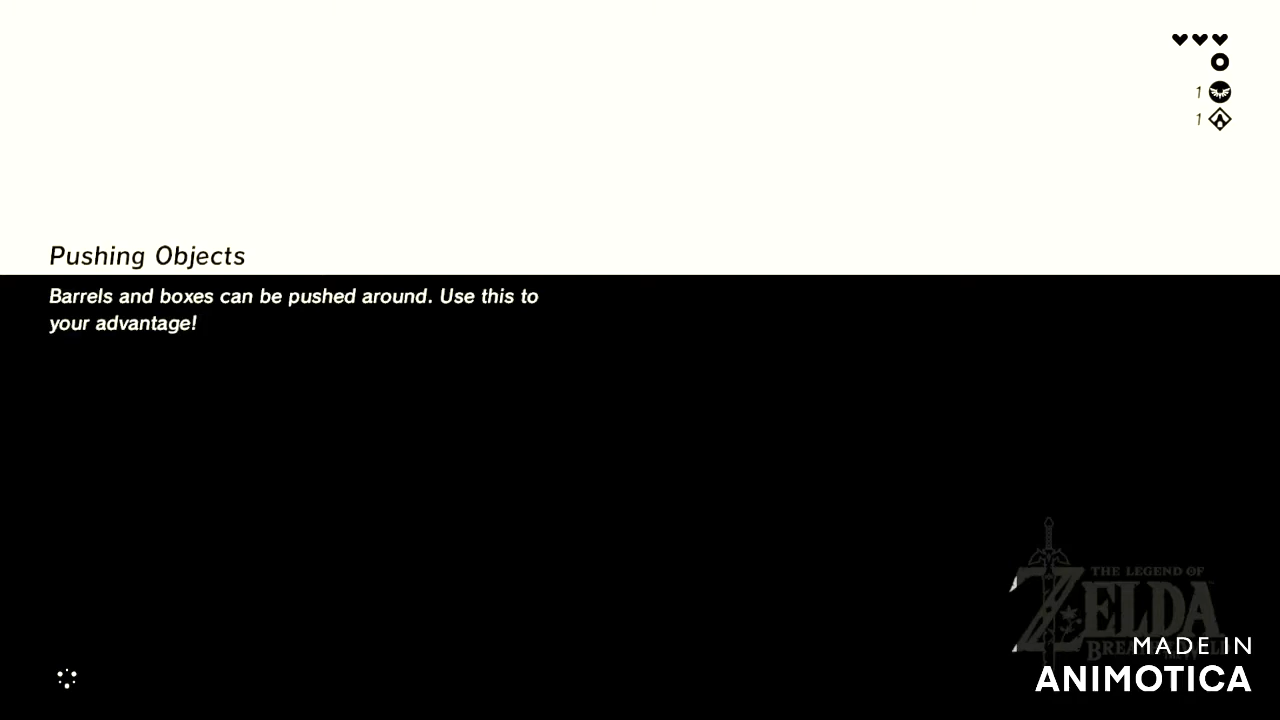 1
1
Pushing Objects
Barrels and boxes can be pushed around. Use this to
your advantage!
THE LEGEND OF
ZELDA
MADE IN
ANIMOTICA